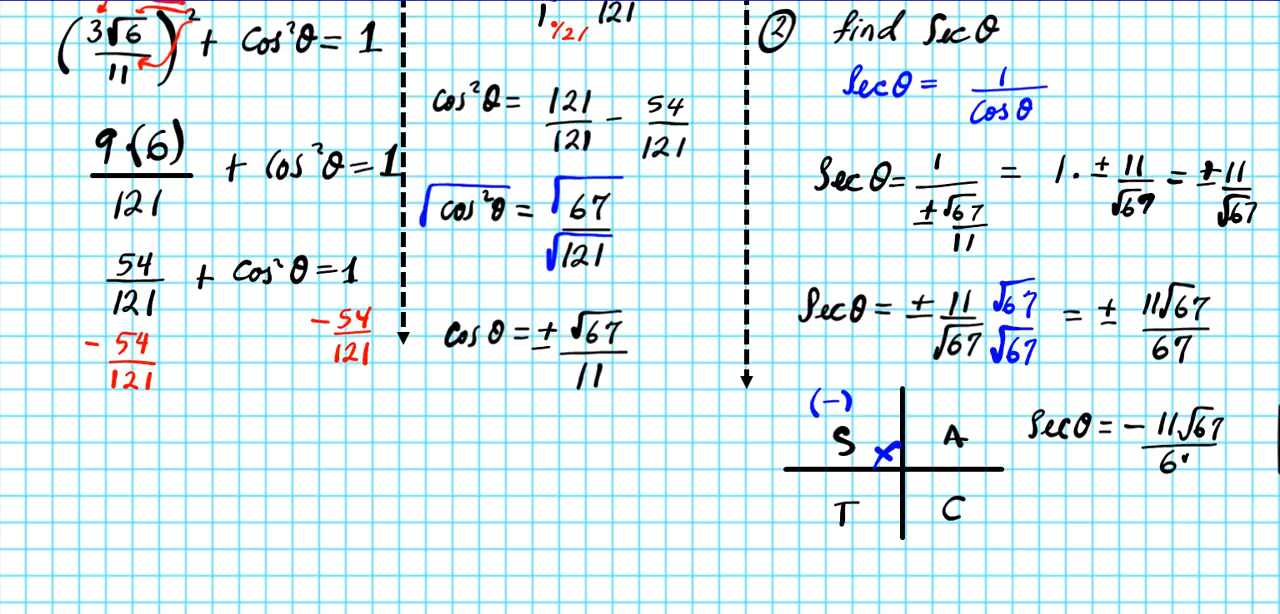 (3√6/11)² + cos²θ = 1
9·(6)/121 + cos²θ = 1
54/121 + cos²θ = 1
- 54/121 - 54/121
1 121 121
cos²θ = 121/121 - 54/121
√cos²θ = √67/√121
cos θ = ± √67/11
② find Sec θ
Sec θ = 1/cos θ
Sec θ = 1/(± √67/11) = 1 · ± 11/√67 = ± 11/√67
Sec θ = ± 11/√67 √67/√67 = ± 11√67/67
(-)
S A
T C
Sec θ = - 11√67/6